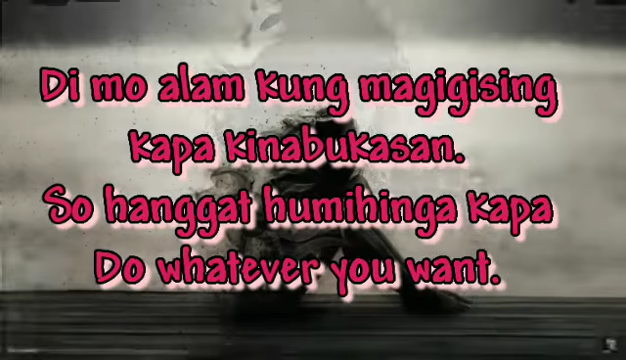 Di mo alam kung magigising
kapa kinabukasan.
So hanggat humihinga kapa
Do whatever you want.